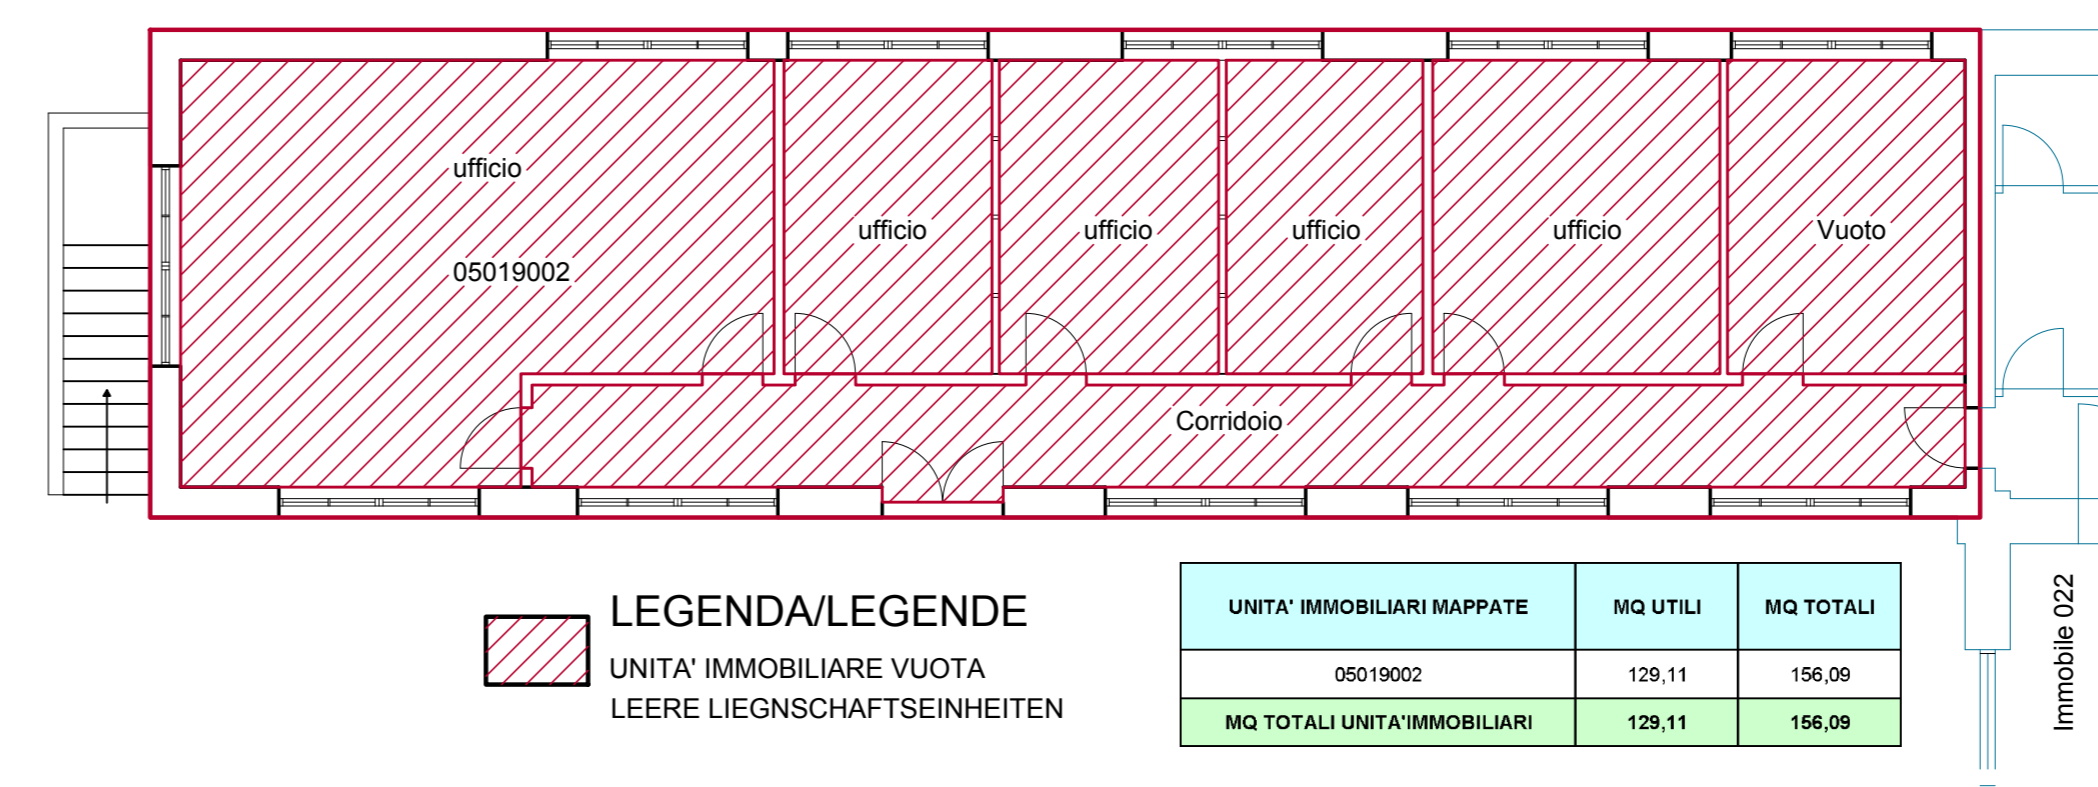 ufficio
05019002
ufficio
ufficio
ufficio
ufficio
Vuoto
Corridoio
LEGENDA/LEGENDE
UNITA' IMMOBILIARE VUOTA
LEERE LIEGNSCHAFTSEINHEITEN
UNITA' IMMOBILIARI MAPPATE MQ UTILI MQ TOTALI
05019002 129,11 156,09
MQ TOTALI UNITA'IMMOBILIARI 129,11 156,09
Immobile 022